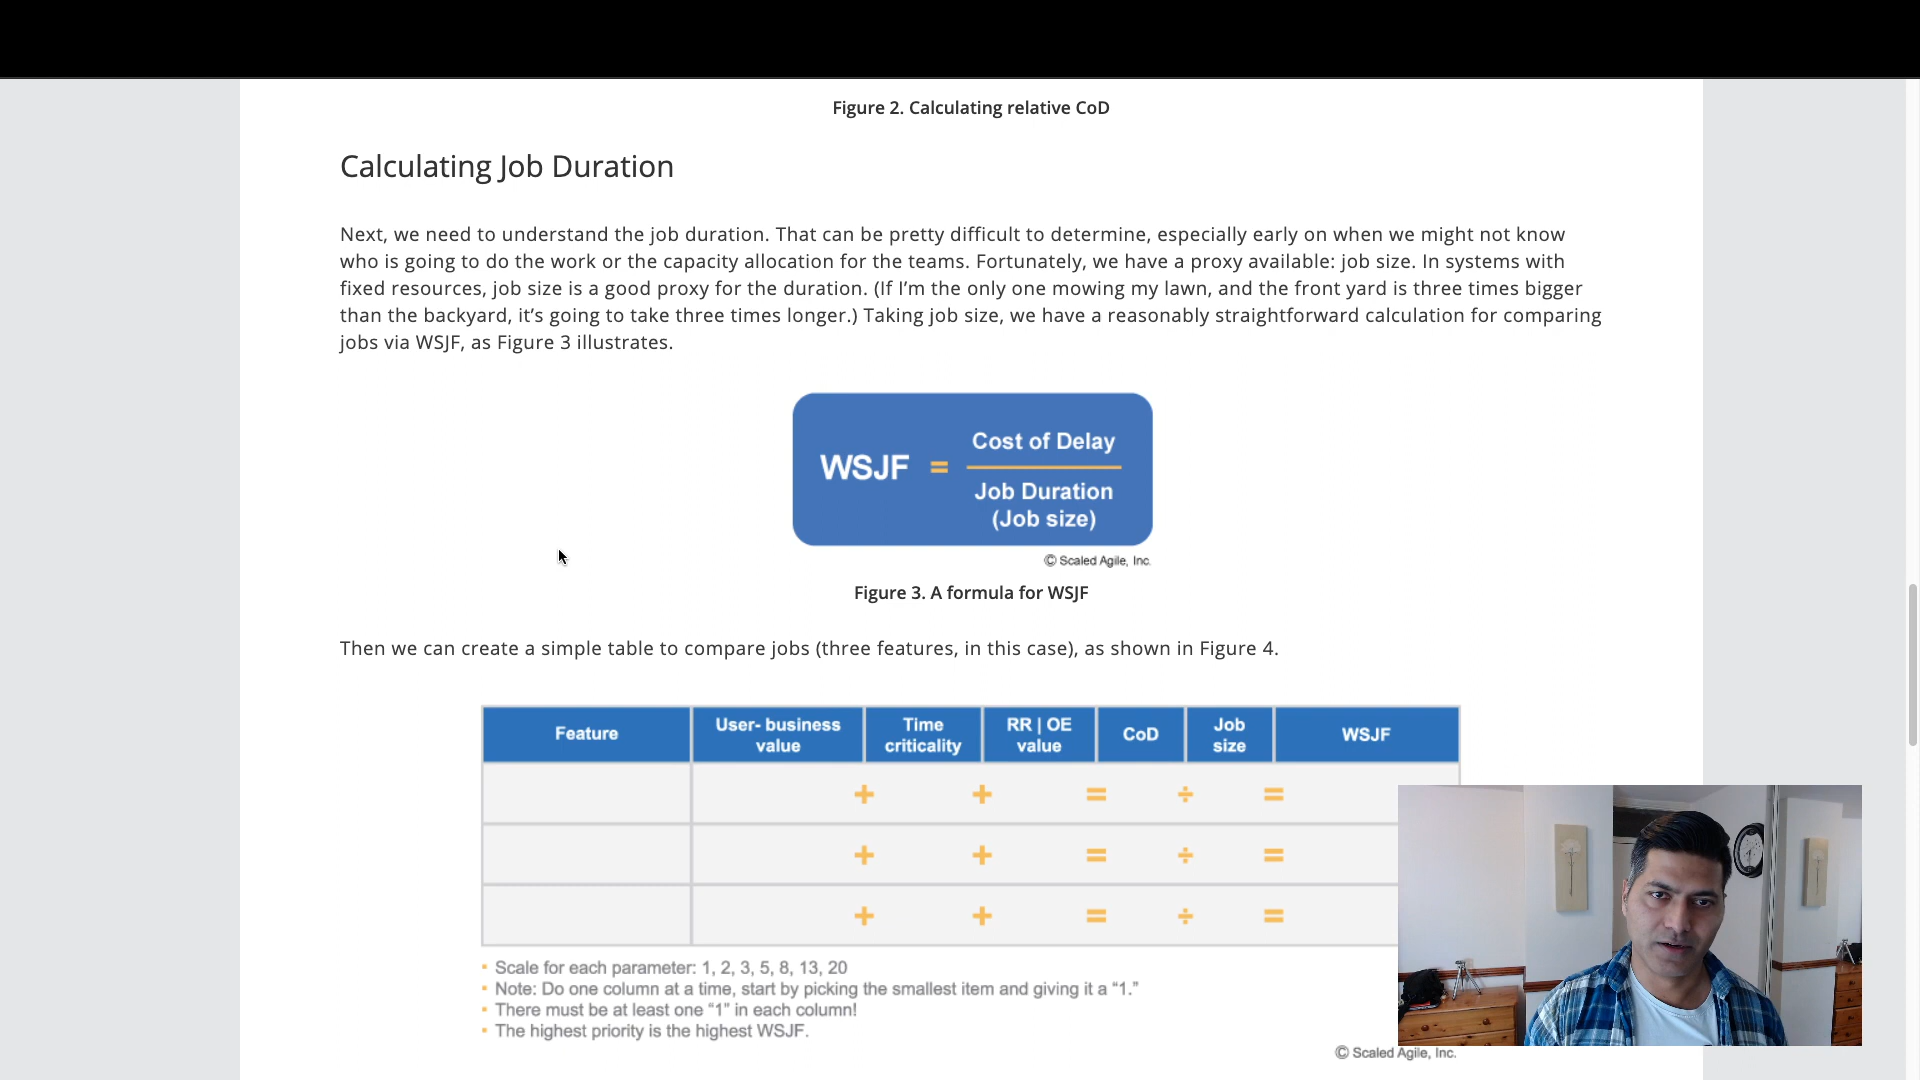 Figure 2. Calculating relative CoD
Calculating Job Duration
Next, we need to understand the job duration. That can be pretty difficult to determine, especially early on when we might not know
who is going to do the work or the capacity allocation for the teams. Fortunately, we have a proxy available: job size. In systems with
fixed resources, job size is a good proxy for the duration. (If I’m the only one mowing my lawn, and the front yard is three times bigger
than the backyard, it’s going to take three times longer.) Taking job size, we have a reasonably straightforward calculation for comparing
jobs via WSJF, as Figure 3 illustrates.
WSJF = Cost of Delay
Job Duration
(Job size)
© Scaled Agile, Inc.
Figure 3. A formula for WSJF
Then we can create a simple table to compare jobs (three features, in this case), as shown in Figure 4.
Feature User- business value Time criticality RR | OE value CoD Job size WSJF
+ + = ÷ =
+ + = ÷ =
+ + = ÷ =
▪ Scale for each parameter: 1, 2, 3, 5, 8, 13, 20
▪ Note: Do one column at a time, start by picking the smallest item and giving it a “1.”
▪ There must be at least one “1” in each column!
▪ The highest priority is the highest WSJF.
© Scaled Agile, Inc.